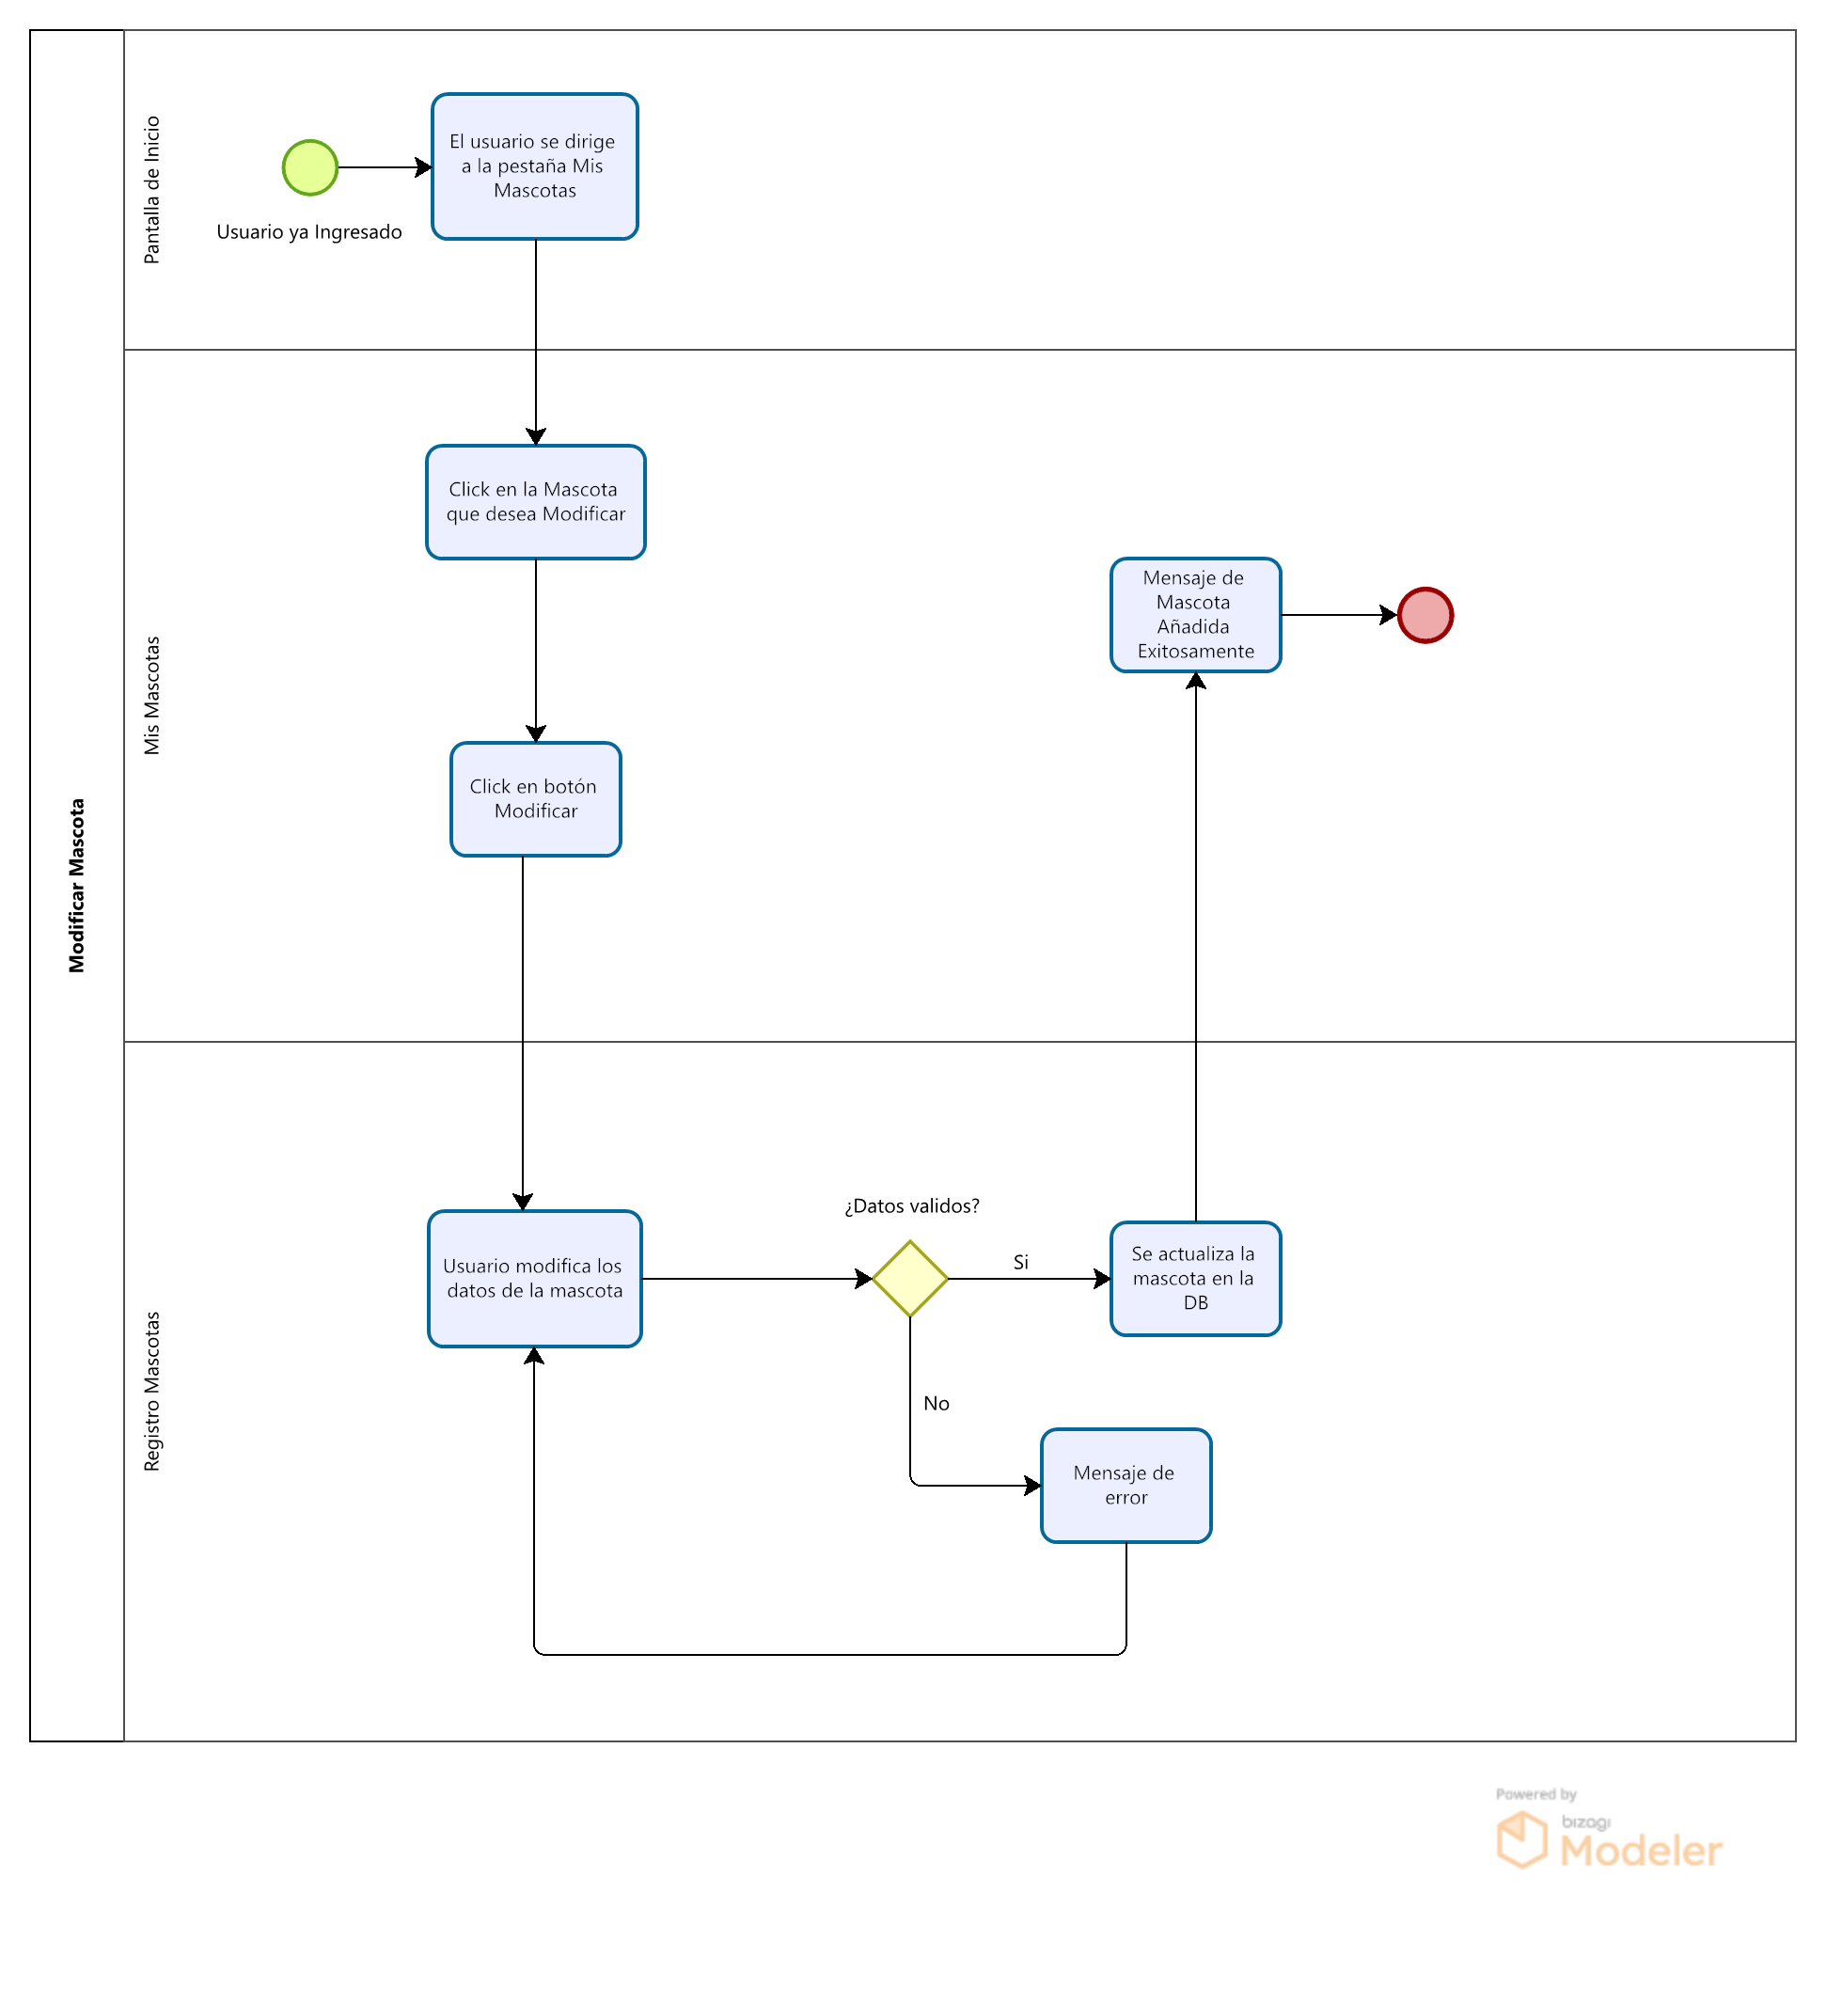 Modificar Mascota
Pantalla de Inicio
Usuario ya Ingresado
El usuario se dirige
a la pestaña Mis
Mascotas
Mis Mascotas
Click en la Mascota
que desea Modificar
Click en botón
Modificar
Mensaje de
Mascota
Añadida
Exitosamente
Registro Mascotas
Usuario modifica los
datos de la mascota
¿Datos validos?
Si
Se actualiza la
mascota en la
DB
No
Mensaje de
error
Powered by
bizagi
Modeler